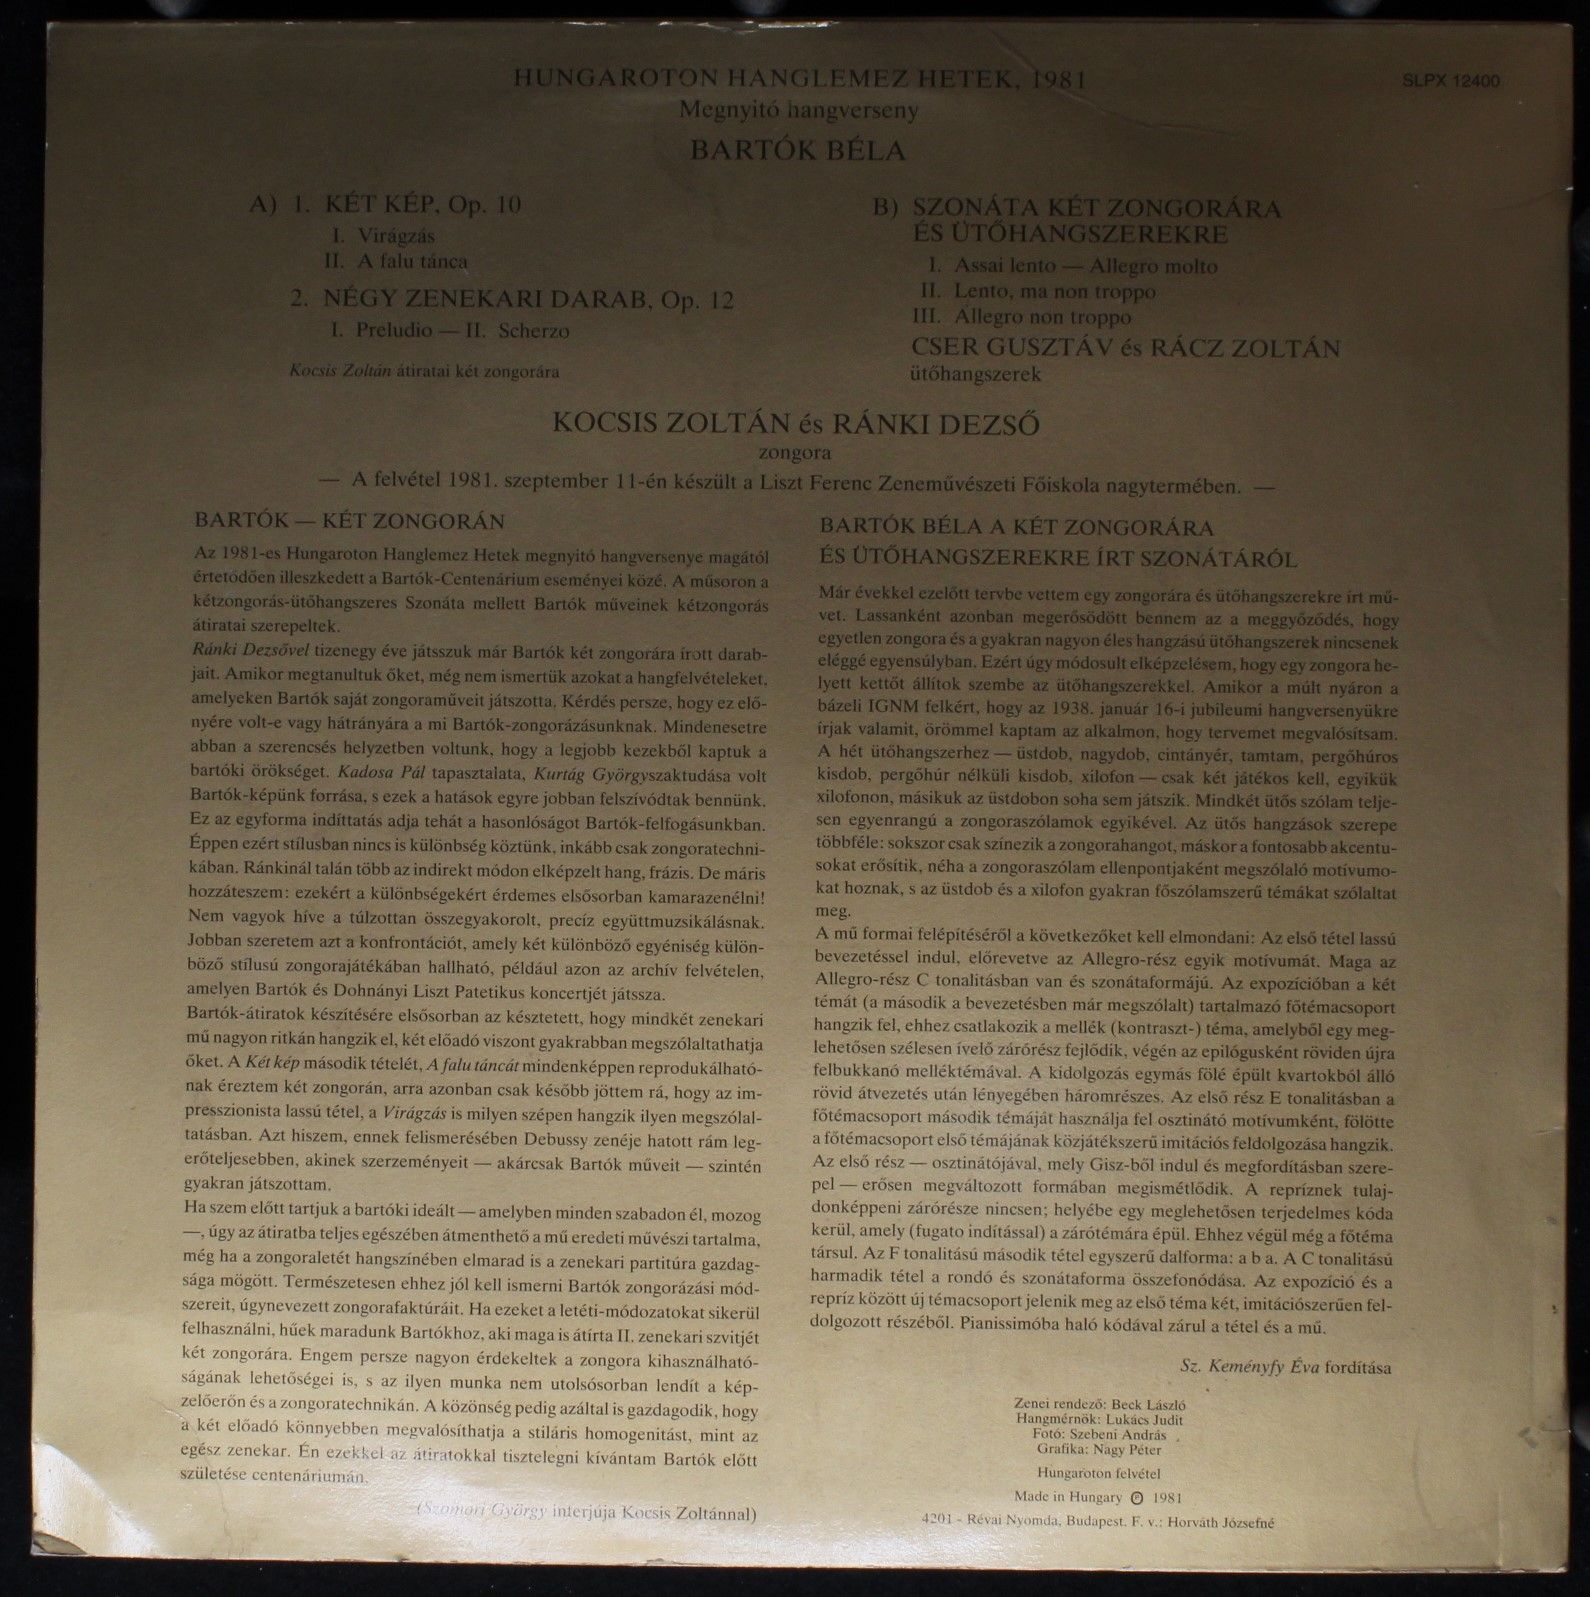 HUNGAROTON HANGLEMEZ HETEK, 1981
SLPX 12400
Megnyitó hangverseny
BARTÓK BÉLA
A) 1. KÉT KÉP, Op. 10
I. Virágzás
II. A falu tánca
2. NÉGY ZENEKARI DARAB, Op. 12
I. Preludio — II. Scherzo
Kocsis Zoltán átiratai két zongorára
B) SZONÁTA KÉT ZONGORÁRA
ÉS ÜTŐHANGSZEREKRE
I. Assai lento — Allegro molto
II. Lento, ma non troppo
III. Allegro non troppo
CSER GUSZTÁV és RÁCZ ZOLTÁN
ütőhangszerek
KOCSIS ZOLTÁN és RÁNKI DEZSŐ
zongora
— A felvétel 1981. szeptember 11-én készült a Liszt Ferenc Zeneművészeti Főiskola nagytermében. —
BARTÓK — KÉT ZONGORÁN
Az 1981-es Hungaroton Hanglemez Hetek megnyitó hangversenye magától
értetődően illeszkedett a Bartók-Centenárium eseményei közé. A műsoron a
kétzongorás-ütőhangszeres Szonáta mellett Bartók műveinek kétzongorás
átiratai szerepeltek.
Ránki Dezsővel tizenegy éve játsszuk már Bartók két zongorára írott darab-
jait. Amikor megtanultuk őket, még nem ismertük azokat a hangfelvételeket,
amelyeken Bartók saját zongoraműveit játszotta. Kérdés persze, hogy ez elő-
nyére volt-e vagy hátrányára a mi Bartók-zongorázásunknak. Mindenesetre
abban a szerencsés helyzetben voltunk, hogy a legjobb kezekből kaptuk a
bartóki örökséget. Kadosa Pál tapasztalata, Kurtág György szaktudása volt
Bartók-képünk forrása, s ezek a hatások egyre jobban felszívódtak bennünk.
Ez az egyforma indíttatás adja tehát a hasonlóságot Bartók-felfogásunkban.
Éppen ezért stílusban nincs is különbség köztünk, inkább csak zongoratechni-
kában. Ránkinál talán több az indirekt módon elképzelt hang, frázis. De máris
hozzáteszem: ezekért a különbségekért érdemes elsősorban kamarazenélni!
Nem vagyok híve a túlzottan összegyakorolt, precíz együttmuzsikálásnak.
Jobban szeretem azt a konfrontációt, amely két különböző egyéniség külön-
böző stílusú zongorajátékában hallható, például azon az archív felvételen,
amelyen Bartók és Dohnányi Liszt Patetikus koncertjét játssza.
Bartók-átiratok készítésére elsősorban az késztetett, hogy mindkét zenekari
mű nagyon ritkán hangzik el, két előadó viszont gyakrabban megszólaltathatja
őket. A Két kép második tételét, A falu táncát mindenképpen reprodukálható-
nak éreztem két zongorán, arra azonban csak később jöttem rá, hogy az im-
presszionista lassú tétel, a Virágzás is milyen szépen hangzik ilyen megszólal-
tatásban. Azt hiszem, ennek felismerésében Debussy zenéje hatott rám leg-
erőteljesebben, akinek szerzeményeit — akárcsak Bartók műveit — szintén
gyakran játszottam.
Ha szem előtt tartjuk a bartóki ideált — amelyben minden szabadon él, mozog
—, úgy az átiratba teljes egészében átmenthető a mű eredeti művészi tartalma,
még ha a zongoraletét hangszínében elmarad is a zenekari partitúra gazdag-
sága mögött. Természetesen ehhez jól kell ismerni Bartók zongorázási mód-
szereit, úgynevezett zongorafaktúráit. Ha ezeket a letéti-módozatokat sikerül
felhasználni, hűek maradunk Bartókhoz, aki maga is átírta II. zenekari szvitjét
két zongorára. Engem persze nagyon érdekeltek a zongora kihasználható-
ságának lehetőségei is, s az ilyen munka nem utolsósorban lendít a kép-
zelőerőn és a zongoratechnikán. A közönség pedig azáltal is gazdagodik, hogy
a két előadó könnyebben megvalósíthatja a stiláris homogenitást, mint az
egész zenekar. Én ezekkel az átiratokkal tisztelegni kívántam Bartók előtt
születése centenáriumán.
(Szomori György interjúja Kocsis Zoltánnal)
BARTÓK BÉLA A KÉT ZONGORÁRA
ÉS ÜTŐHANGSZEREKRE ÍRT SZONÁTÁRÓL
Már évekkel ezelőtt tervbe vettem egy zongorára és ütőhangszerekre írt mű-
vet. Lassanként azonban megerősödött bennem az a meggyőződés, hogy
egyetlen zongora és a gyakran nagyon éles hangzású ütőhangszerek nincsenek
eléggé egyensúlyban. Ezért úgy módosult elképzelésem, hogy egy zongora he-
lyett kettőt állítok szembe az ütőhangszerekkel. Amikor a múlt nyáron a
bázeli IGNM felkért, hogy az 1938. január 16-i jubileumi hangversenyükre
írjak valamit, örömmel kaptam az alkalmon, hogy tervemet megvalósítsam.
A hét ütőhangszerhez — üstdob, nagydob, cintányér, tamtam, pergőhúros
kisdob, pergőhúr nélküli kisdob, xilofon — csak két játékos kell, egyikük
xilofonon, másikuk az üstdobon soha sem játszik. Mindkét ütős szólam telje-
sen egyenrangú a zongoraszólamok egyikével. Az ütős hangzások szerepe
többféle: sokszor csak színezik a zongorahangot, máskor a fontosabb akcentu-
sokat erősítik, néha a zongoraszólam ellenpontjaként megszólaló motívumo-
kat hoznak, s az üstdob és a xilofon gyakran főszólamszerű témákat szólaltat
meg.
A mű formai felépítéséről a következőket kell elmondani: Az első tétel lassú
bevezetéssel indul, előrevetve az Allegro-rész egyik motívumát. Maga az
Allegro-rész C tonalitásban van és szonátaformájú. Az expozícióban a két
témát (a második a bevezetésben már megszólalt) tartalmazó főtémacsoport
hangzik fel, ehhez csatlakozik a mellék (kontraszt-) téma, amelyből egy meg-
lehetősen szélesen ívelő zárórész fejlődik, végén az epilógusként röviden újra
felbukkanó melléktémával. A kidolgozás egymás fölé épült kvartokból álló
rövid átvezetés után lényegében háromrészes. Az első rész E tonalitásban a
főtémacsoport második témáját használja fel osztinátó motívumként, fölötte
a főtémacsoport első témájának közjátékszerű imitációs feldolgozása hangzik.
Az első rész — osztinátójával, mely Gisz-ből indul és megfordításban szere-
pel — erősen megváltozott formában megismétlődik. A repríznek tulaj-
donképpeni zárórésze nincsen; helyébe egy meglehetősen terjedelmes kóda
kerül, amely (fugato indítással) a zárótémára épül. Ehhez végül még a főtéma
társul. Az F tonalitású második tétel egyszerű dalforma: a b a. A C tonalitású
harmadik tétel a rondó és szonátaforma összefonódása. Az expozíció és a
repríz között új témacsoport jelenik meg az első téma két, imitációszerűen fel-
dolgozott részéből. Pianissimóba haló kódával zárul a tétel és a mű.
Sz. Keményfy Éva fordítása
Zenei rendező: Beck László
Hangmérnök: Lukács Judit
Fotó: Szebeni András
Grafika: Nagy Péter
Hungaroton felvétel
Made in Hungary ℗ 1981
4201 - Révai Nyomda, Budapest. F. v.: Horváth Józsefné